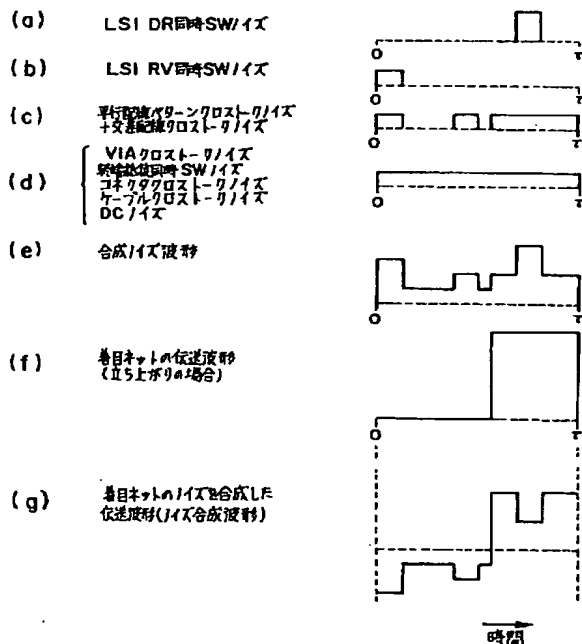 (a) LSI DR同時SWノイズ
0 τ
(b) LSI RV同時SWノイズ
0 τ
(c) 平行配線パターンクロストークノイズ
+交差配線クロストークノイズ
0 τ
(d) VIAクロストークノイズ
終端抵抗同時SWノイズ
コネクタクロストークノイズ
ケーブルクロストークノイズ
DCノイズ
0 τ
(e) 合成ノイズ波形
0 τ
(f) 着目ネットの伝送波形
(立ち上がりの場合)
0 τ
(g) 着目ネットのノイズを合成した
伝送波形(ノイズ合成波形)
時間